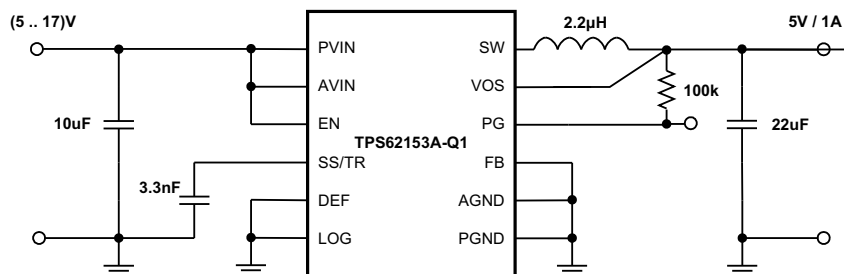 (5 .. 17)V
2.2µH
5V / 1A
PVIN
SW
AVIN
VOS
100k
10uF
EN
PG
22uF
TPS62153A-Q1
SS/TR
FB
3.3nF
DEF
AGND
LOG
PGND